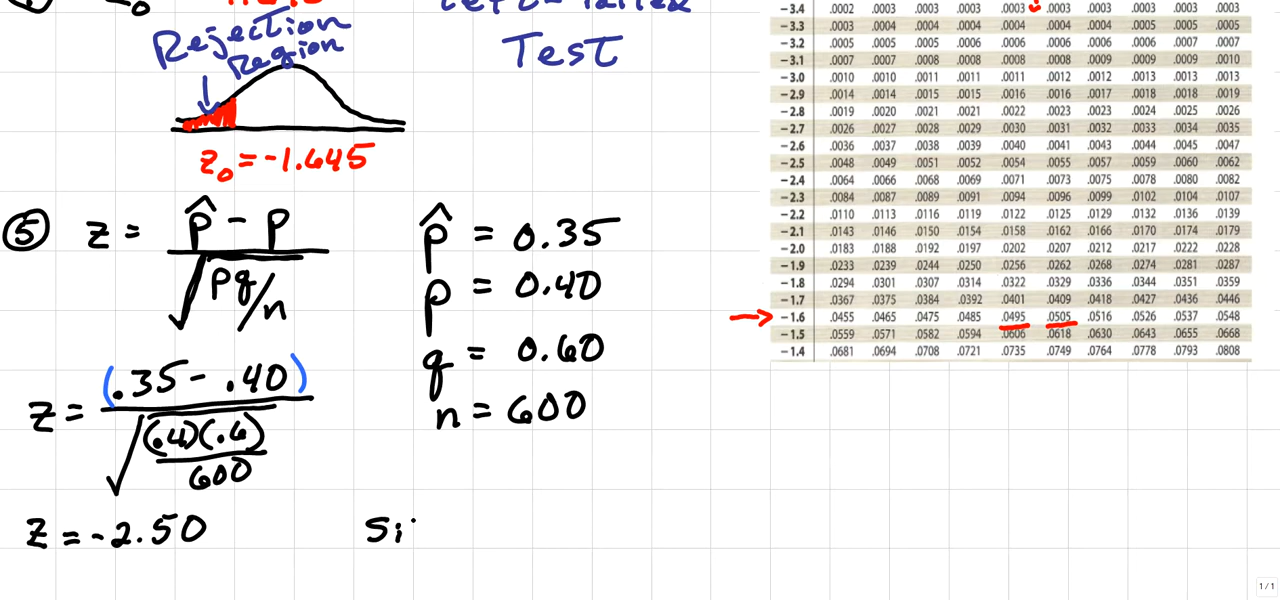 Rejection
Region
Test
z₀ = -1.645
⑤ z = p̂ - p / √pq/n
p̂ = 0.35
p = 0.40
q = 0.60
n = 600
z = (.35 - .40) / √(.4)(.6)/600
z = -2.50
Si
-3.4 .0002 .0003 .0003 .0003 .0003 .0003 .0003 .0003 .0003 .0003
-3.3 .0003 .0004 .0004 .0004 .0004 .0004 .0004 .0005 .0005 .0005
-3.2 .0005 .0005 .0005 .0006 .0006 .0006 .0006 .0006 .0007 .0007
-3.1 .0007 .0007 .0008 .0008 .0008 .0008 .0009 .0009 .0009 .0010
-3.0 .0010 .0010 .0011 .0011 .0011 .0012 .0012 .0013 .0013 .0013
-2.9 .0014 .0014 .0015 .0015 .0016 .0016 .0017 .0018 .0018 .0019
-2.8 .0019 .0020 .0021 .0021 .0022 .0023 .0023 .0024 .0025 .0026
-2.7 .0026 .0027 .0028 .0029 .0030 .0031 .0032 .0033 .0034 .0035
-2.6 .0036 .0037 .0038 .0039 .0040 .0041 .0043 .0044 .0045 .0047
-2.5 .0048 .0049 .0051 .0052 .0054 .0055 .0057 .0059 .0060 .0062
-2.4 .0064 .0066 .0068 .0069 .0071 .0073 .0075 .0078 .0080 .0082
-2.3 .0084 .0087 .0089 .0091 .0094 .0096 .0099 .0102 .0104 .0107
-2.2 .0110 .0113 .0116 .0119 .0122 .0125 .0129 .0132 .0136 .0139
-2.1 .0143 .0146 .0150 .0154 .0158 .0162 .0166 .0170 .0174 .0179
-2.0 .0183 .0188 .0192 .0197 .0202 .0207 .0212 .0217 .0222 .0228
-1.9 .0233 .0239 .0244 .0250 .0256 .0262 .0268 .0274 .0281 .0287
-1.8 .0294 .0301 .0307 .0314 .0322 .0329 .0336 .0344 .0351 .0359
-1.7 .0367 .0375 .0384 .0392 .0401 .0409 .0418 .0427 .0436 .0446
-1.6 .0455 .0465 .0475 .0485 .0495 .0505 .0516 .0526 .0537 .0548
-1.5 .0559 .0571 .0582 .0594 .0606 .0618 .0630 .0643 .0655 .0668
-1.4 .0681 .0694 .0708 .0721 .0735 .0749 .0764 .0778 .0793 .0808
1 / 1